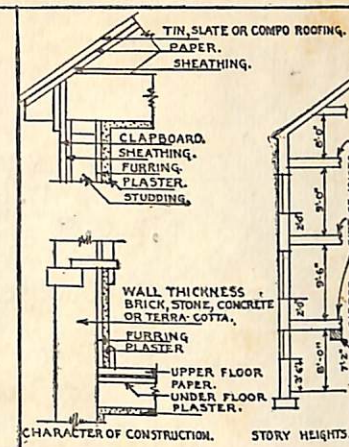 TIN, SLATE OR COMPO ROOFING.
PAPER.
SHEATHING.
CLAPBOARD.
SHEATHING.
FURRING.
PLASTER.
STUDDING.
WALL THICKNESS
BRICK, STONE, CONCRETE
OR TERRA-COTTA.
FURRING
PLASTER
UPPER FLOOR
PAPER.
UNDER FLOOR
PLASTER.
CHARACTER OF CONSTRUCTION.
8'-0"
9'-0"
2'-0"
9'-6"
2'-0"
8'-0"
7'-2"
STORY HEIGHTS